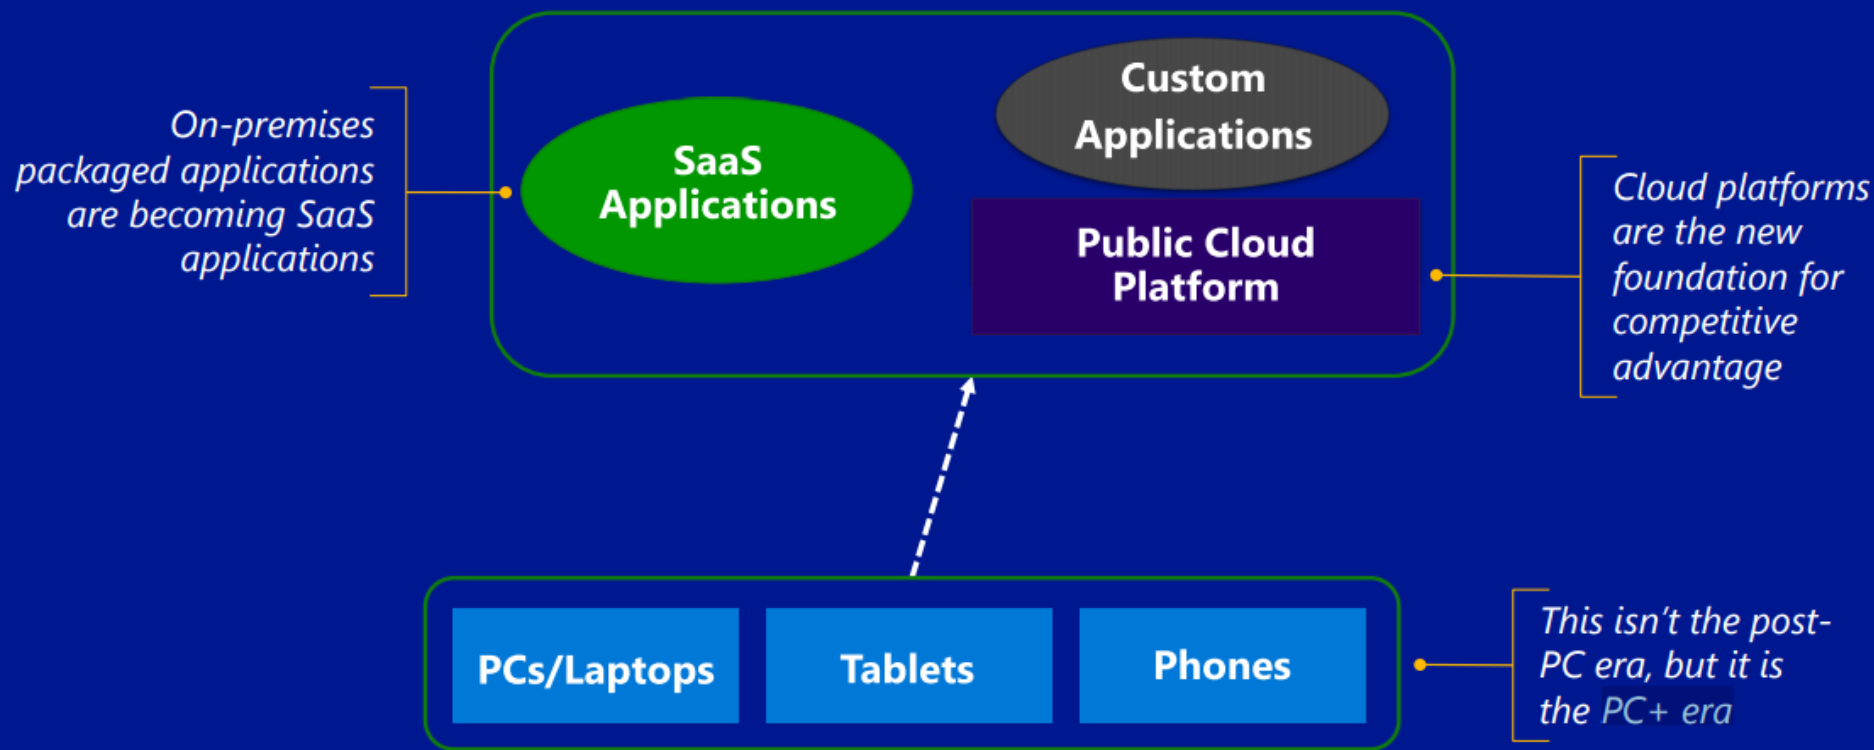 On-premises
packaged applications
are becoming SaaS
applications
SaaS
Applications
Custom
Applications
Public Cloud
Platform
Cloud platforms
are the new
foundation for
competitive
advantage
PCs/Laptops
Tablets
Phones
This isn't the post-
PC era, but it is
the PC+ era